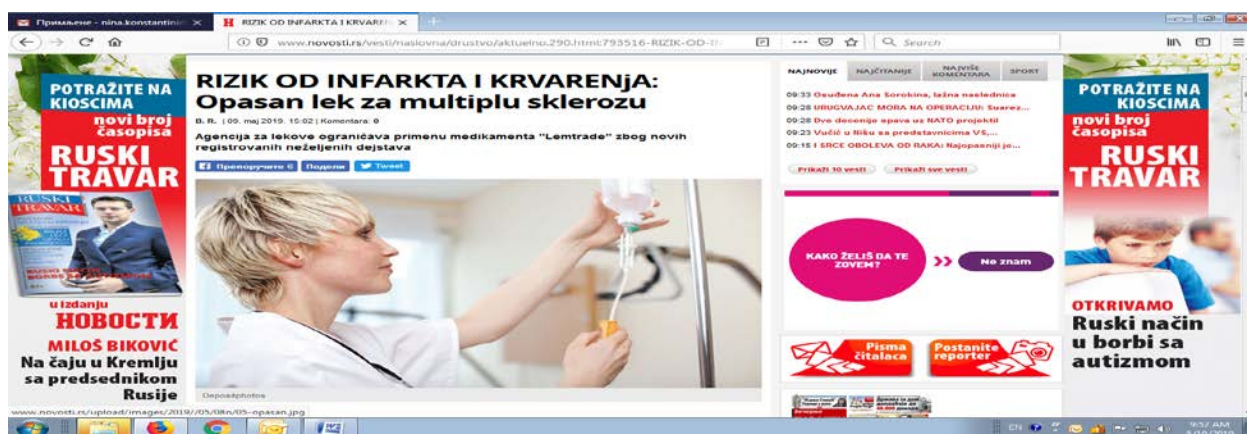 Примљене - nina.konstantini
RIZIK OD INFARKTA I KRVAREN
www.novosti.rs/vesti/naslovna/drustvo/aktuelno.290.html:793516-RIZIK-OD-I
Search
POTRAŽITE NA
KIOSCIMA
novi broj
časopisa
RUSKI
TRAVAR
RUSKI
TRAVAR
u izdanju
НОВОСТИ
MILOŠ BIKOVIĆ
Na čaju u Kremlju
sa predsednikom
Rusije
RIZIK OD INFARKTA I KRVARENjA:
Opasan lek za multiplu sklerozu
B. R. | 09. maj 2019. 15:02 | Komentara: 0
Agencija za lekove ograničava primenu medikamenta "Lemtrade" zbog novih
registrovanih neželjenih dejstava
Препоручите 6 Подели Tweet
Depositphotos
NAJNOVIJE NAJČITANIJE NAJVIŠE KOMENTARA SPORT
09:33 Osuđena Ana Sorokina, lažna naslednica
09:28 URUGVAJAC MORA NA OPERACIJU: Suarez...
09:28 Dve decenije spava uz NATO projektil
09:23 Vučić u Nišu sa predstavnicima VS,...
09:15 I SRCE OBOLEVA OD RAKA: Najopasniji je...
Prikaži 10 vesti Prikaži sve vesti
KAKO ŽELIŠ DA TE
ZOVEM?
Ne znam
Pisma
čitalaca
Postanite
reporter
POTRAŽITE NA
KIOSCIMA
novi broj
časopisa
RUSKI
TRAVAR
OTKRIVAMO
Ruski način
u borbi sa
autizmom
www.novosti.rs/upload/images/2019//05/08n/05-opasan.jpg
EN
9:52 AM